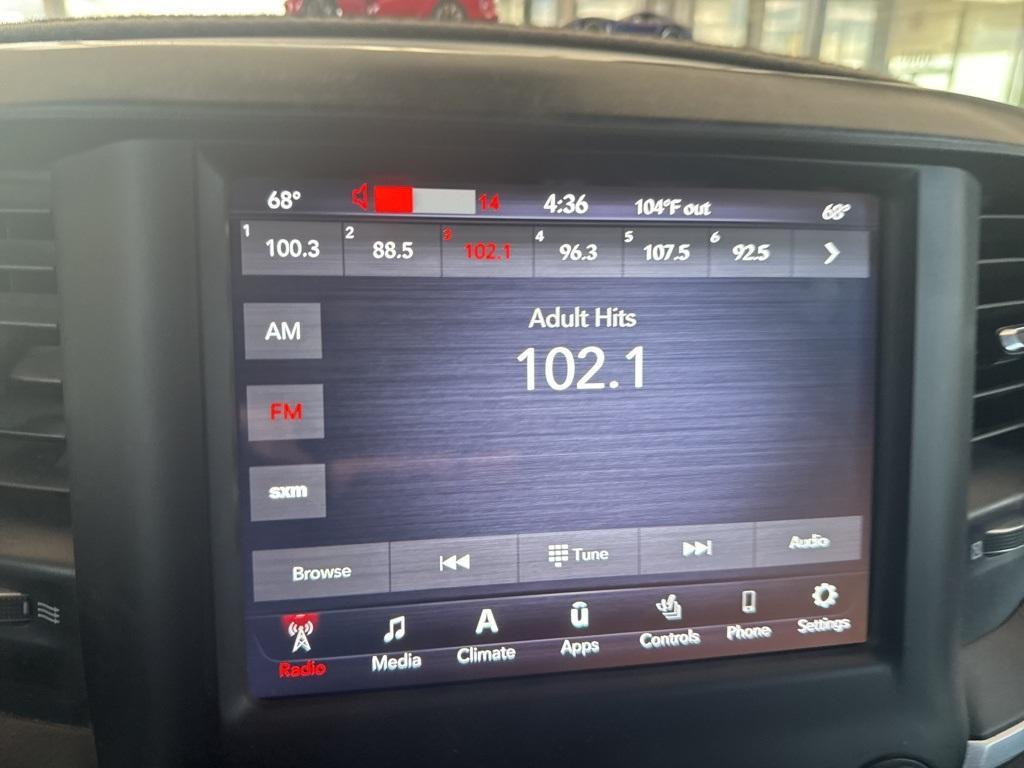 68° 14 4:36 104°F out 68°
1 100.3 2 88.5 3 102.1 4 96.3 5 107.5 6 92.5
Adult Hits
AM
102.1
FM
sxm
Browse Tune Audio
Radio Media Climate Apps Controls Phone Settings